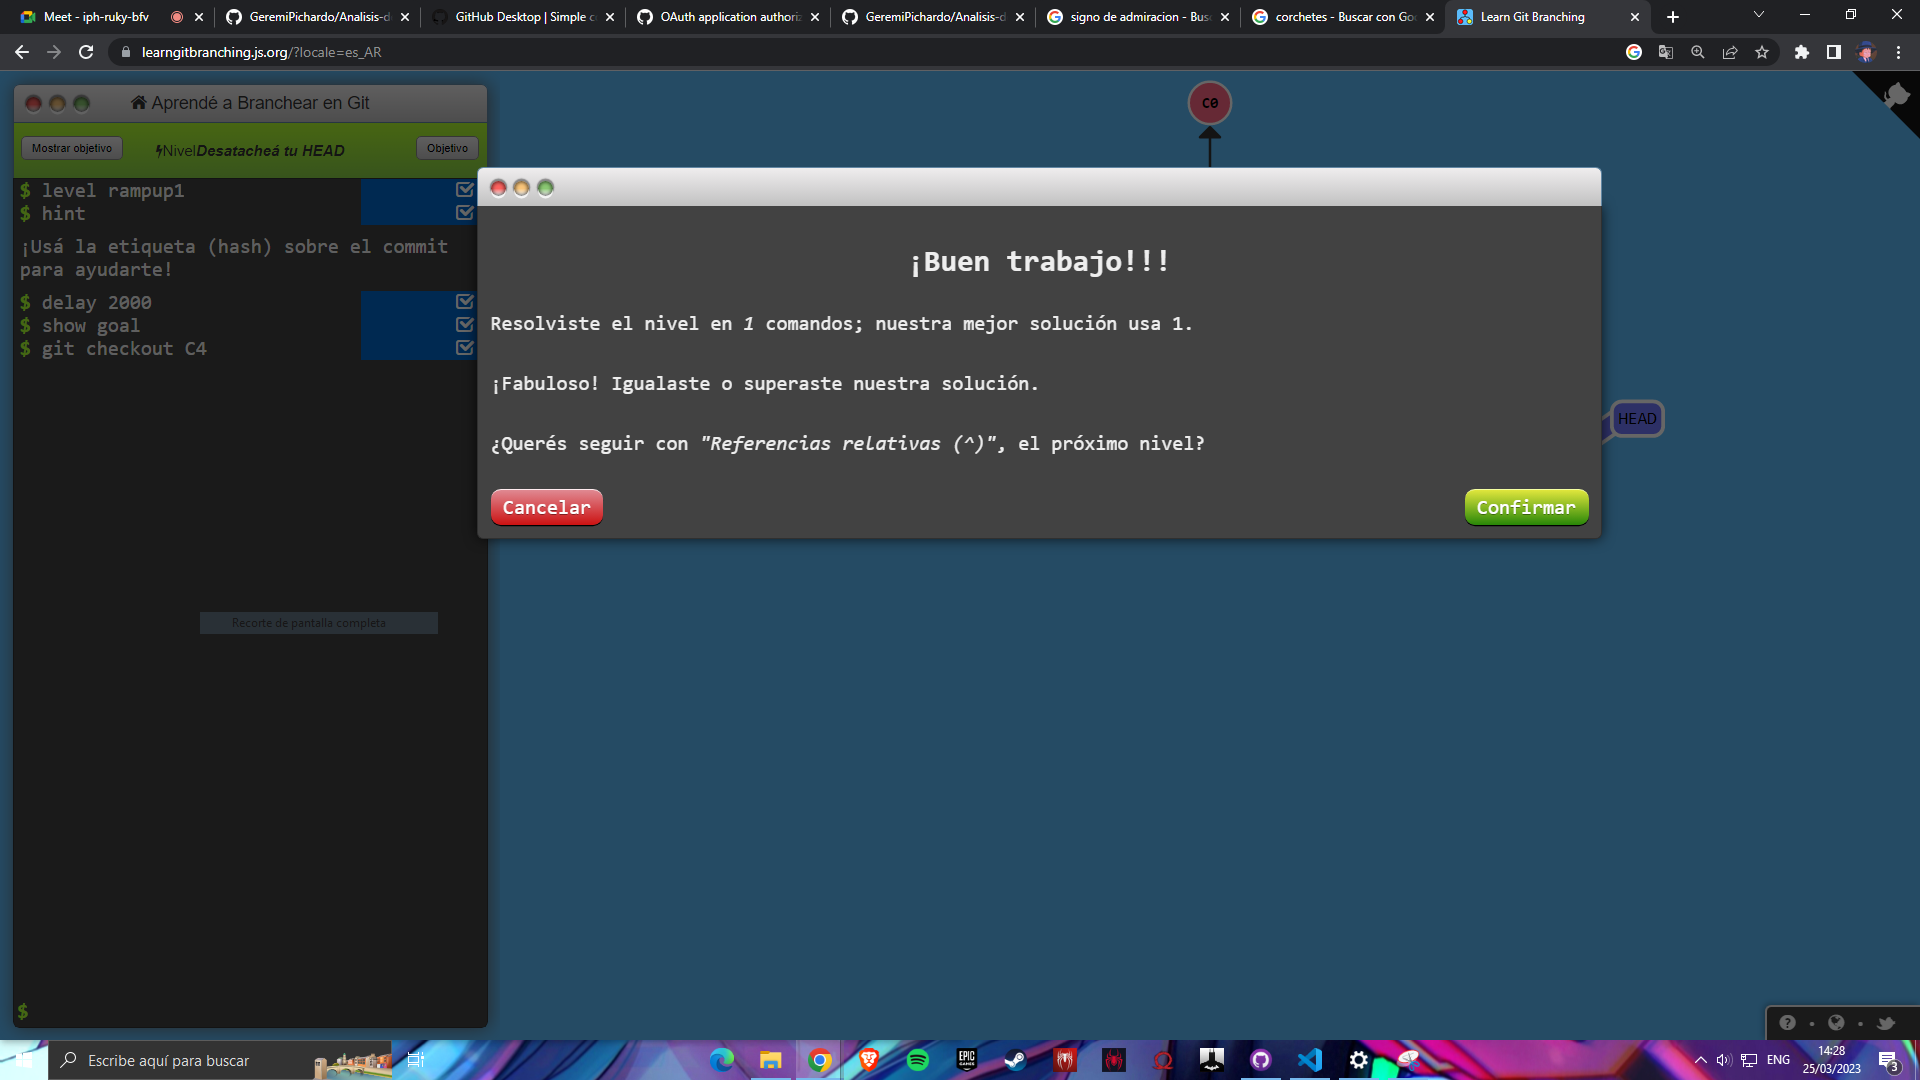 Meet - iph-ruky-bfv
GeremiPichardo/Analisis-d
GitHub Desktop | Simple c
OAuth application authoriz
GeremiPichardo/Analisis-d
signo de admiracion - Bus
corchetes - Buscar con Goo
Learn Git Branching
learngitbranching.js.org/?locale=es_AR
Aprendé a Branchear en Git
Mostrar objetivo
NivelDesatacheá tu HEAD
Objetivo
C0
$ level rampup1
$ hint
¡Usá la etiqueta (hash) sobre el commit
para ayudarte!
$ delay 2000
$ show goal
$ git checkout C4
¡Buen trabajo!!!
Resolviste el nivel en 1 comandos; nuestra mejor solución usa 1.
¡Fabuloso! Igualaste o superaste nuestra solución.
¿Querés seguir con "Referencias relativas (^)", el próximo nivel?
Cancelar
Confirmar
HEAD
Recorte de pantalla completa
$
Escribe aquí para buscar
EPIC
GAMES
ENG
14:28
25/03/2023
3